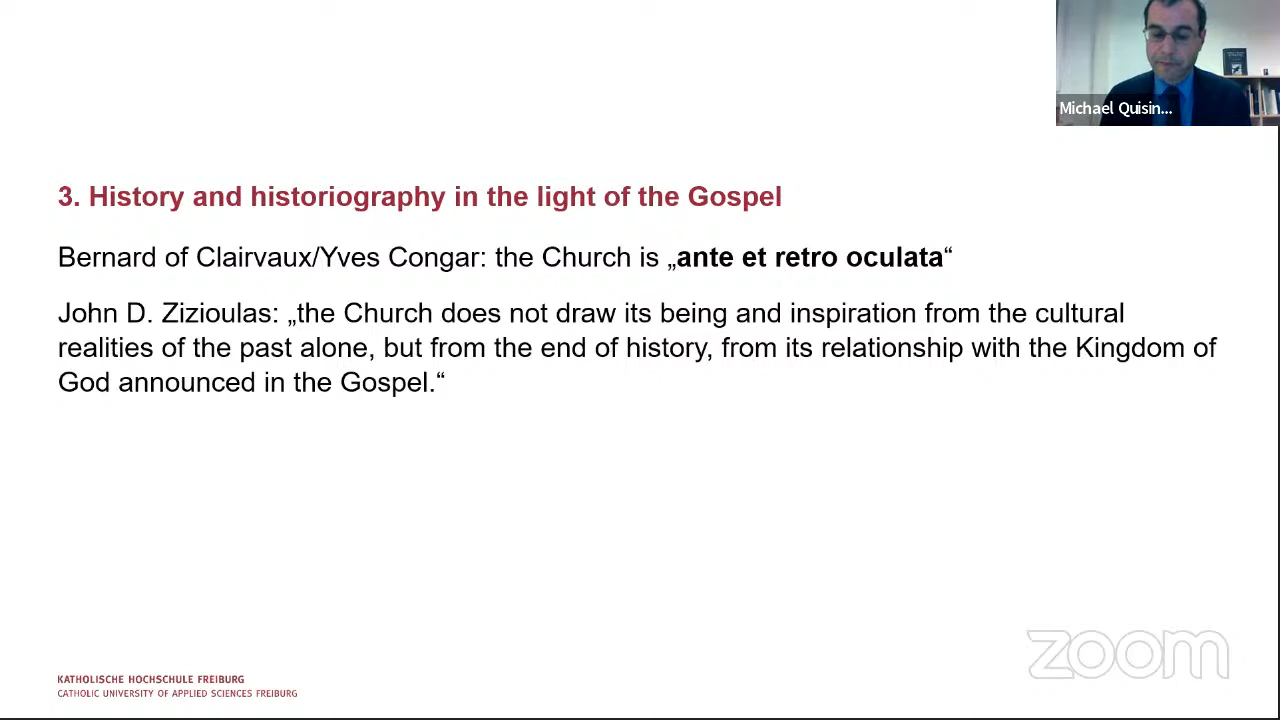 Michael Quisin...
3. History and historiography in the light of the Gospel
Bernard of Clairvaux/Yves Congar: the Church is „ante et retro oculata“
John D. Zizioulas: „the Church does not draw its being and inspiration from the cultural
realities of the past alone, but from the end of history, from its relationship with the Kingdom of
God announced in the Gospel.“
zoom
KATHOLISCHE HOCHSCHULE FREIBURG
CATHOLIC UNIVERSITY OF APPLIED SCIENCES FREIBURG